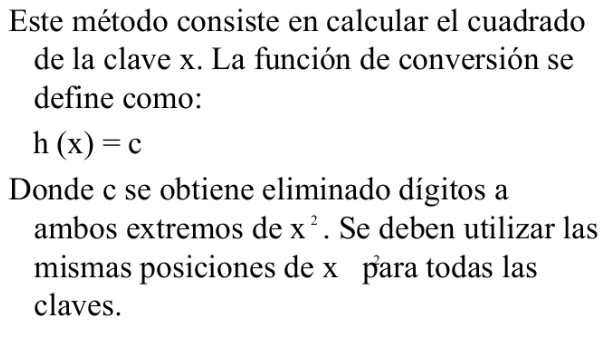 Este método consiste en calcular el cuadrado
de la clave x. La función de conversión se
define como:
h (x) = c
Donde c se obtiene eliminado dígitos a
ambos extremos de x ². Se deben utilizar las
mismas posiciones de x ² para todas las
claves.